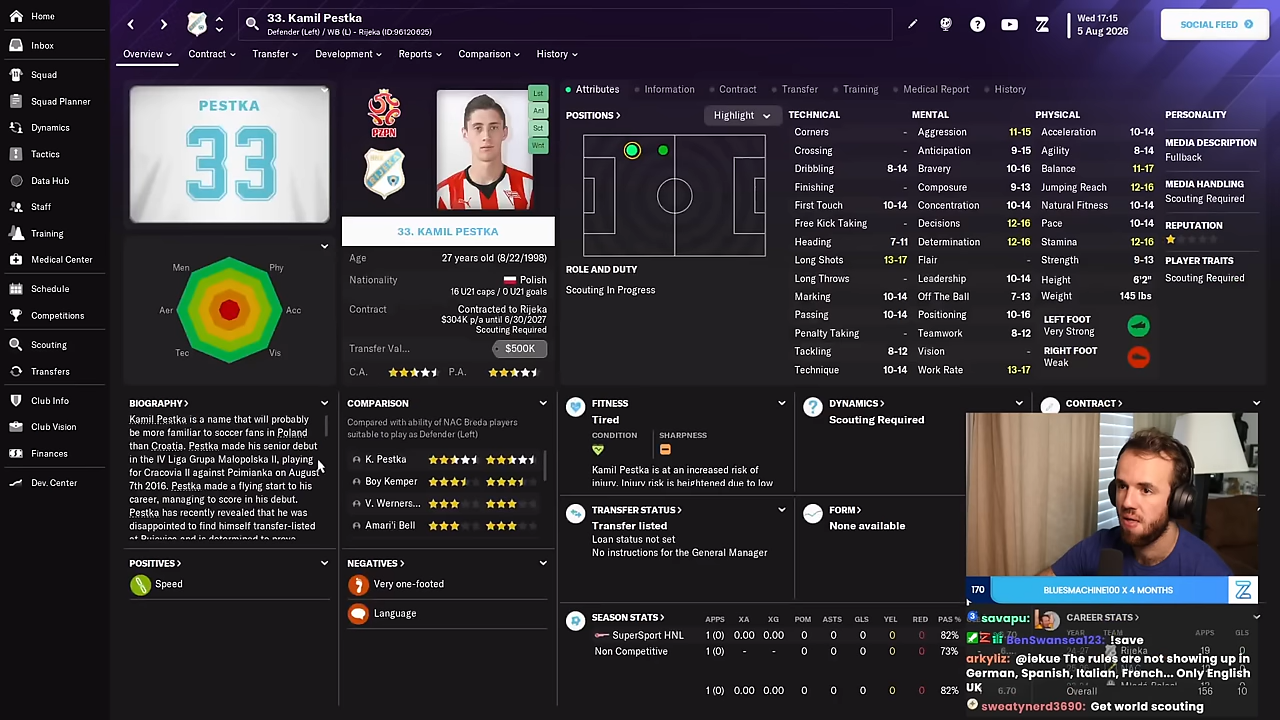 Home
Inbox
Squad
Squad Planner
Dynamics
Tactics
Data Hub
Staff
Training
Medical Center
Schedule
Competitions
Scouting
Transfers
Club Info
Club Vision
Finances
Dev. Center
33. Kamil Pestka
Defender (Left) / WB (L) - Rijeka (ID:96120625)
Wed 17:15
5 Aug 2026
SOCIAL FEED
Overview
Contract
Transfer
Development
Reports
Comparison
History
PESTKA
33
PZPN
RIJEKA
Lst
Anl
Sct
Wnt
33. KAMIL PESTKA
Age 27 years old (8/22/1998)
Nationality Polish
16 U21 caps / 0 U21 goals
Contract Contracted to Rijeka
$304K p/a until 6/30/2027
Scouting Required
Transfer Val... $500K
C.A. P.A.
Men Phy
Aer Acc
Tec Vis
Attributes Information Contract Transfer Training Medical Report History
POSITIONS
Highlight
ROLE AND DUTY
Scouting In Progress
TECHNICAL
Corners -
Crossing -
Dribbling 8-14
Finishing -
First Touch 10-14
Free Kick Taking -
Heading 7-11
Long Shots 13-17
Long Throws -
Marking 10-14
Passing 10-14
Penalty Taking -
Tackling 8-12
Technique 10-14
MENTAL
Aggression 11-15
Anticipation 9-15
Bravery 10-16
Composure 9-13
Concentration 10-14
Decisions 12-16
Determination 12-16
Flair -
Leadership 10-14
Off The Ball 7-13
Positioning 10-16
Teamwork 8-12
Vision -
Work Rate 13-17
PHYSICAL
Acceleration 10-14
Agility 8-14
Balance 11-17
Jumping Reach 12-16
Natural Fitness 10-14
Pace 10-14
Stamina 12-16
Strength 9-13
Height 6'2"
Weight 145 lbs
LEFT FOOT
Very Strong
RIGHT FOOT
Weak
PERSONALITY
MEDIA DESCRIPTION
Fullback
MEDIA HANDLING
Scouting Required
REPUTATION
PLAYER TRAITS
Scouting Required
BIOGRAPHY
Kamil Pestka is a name that will probably
be more familiar to soccer fans in Poland
than Croatia. Pestka made his senior debut
in the IV Liga Grupa Malopolska II, playing
for Cracovia II against Pcimianka on August
7th 2016. Pestka made a flying start to his
career, managing to score in his debut.
Pestka has recently revealed that he was
disappointed to find himself transfer-listed
POSITIVES
Speed
COMPARISON
Compared with ability of NAC Breda players
suitable to play as Defender (Left)
K. Pestka
Boy Kemper
V. Werners...
Amari'i Bell
NEGATIVES
Very one-footed
Language
FITNESS
Tired
CONDITION SHARPNESS
Kamil Pestka is at an increased risk of
injury. Injury risk is heightened due to low
DYNAMICS
Scouting Required
CONTRACT
TRANSFER STATUS
Transfer listed
Loan status not set
No instructions for the General Manager
FORM
None available
SEASON STATS APPS XA XG POM ASTS GLS YEL RED PAS %
SuperSport HNL 1 (0) 0.00 0.00 0 0 0 0 0 82%
Non Competitive 1 (0) - - 0 0 0 0 0 73%
1 (0) 0.00 0.00 0 0 0 0 0 82%
6.70
170 BLUESMACHINE100 X 4 MONTHS
CAREER STATS
YEAR TEAM APPS GLS
Rijeka 19
Overall 156 10
savapu:
BenSwansea123: !save
arkyliz: @iekue The rules are not showing up in
German, Spanish, Italian, French... Only English
UK
sweatynerd3690: Get world scouting